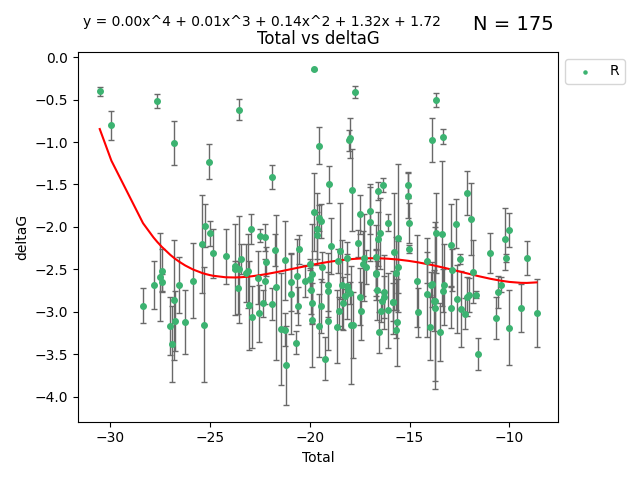 y = 0.00x^4 + 0.01x^3 + 0.14x^2 + 1.32x + 1.72
N = 175
Total vs deltaG
R
0.0
−0.5
−1.0
−1.5
−2.0
−2.5
−3.0
−3.5
−4.0
deltaG
−30
−25
−20
−15
−10
Total